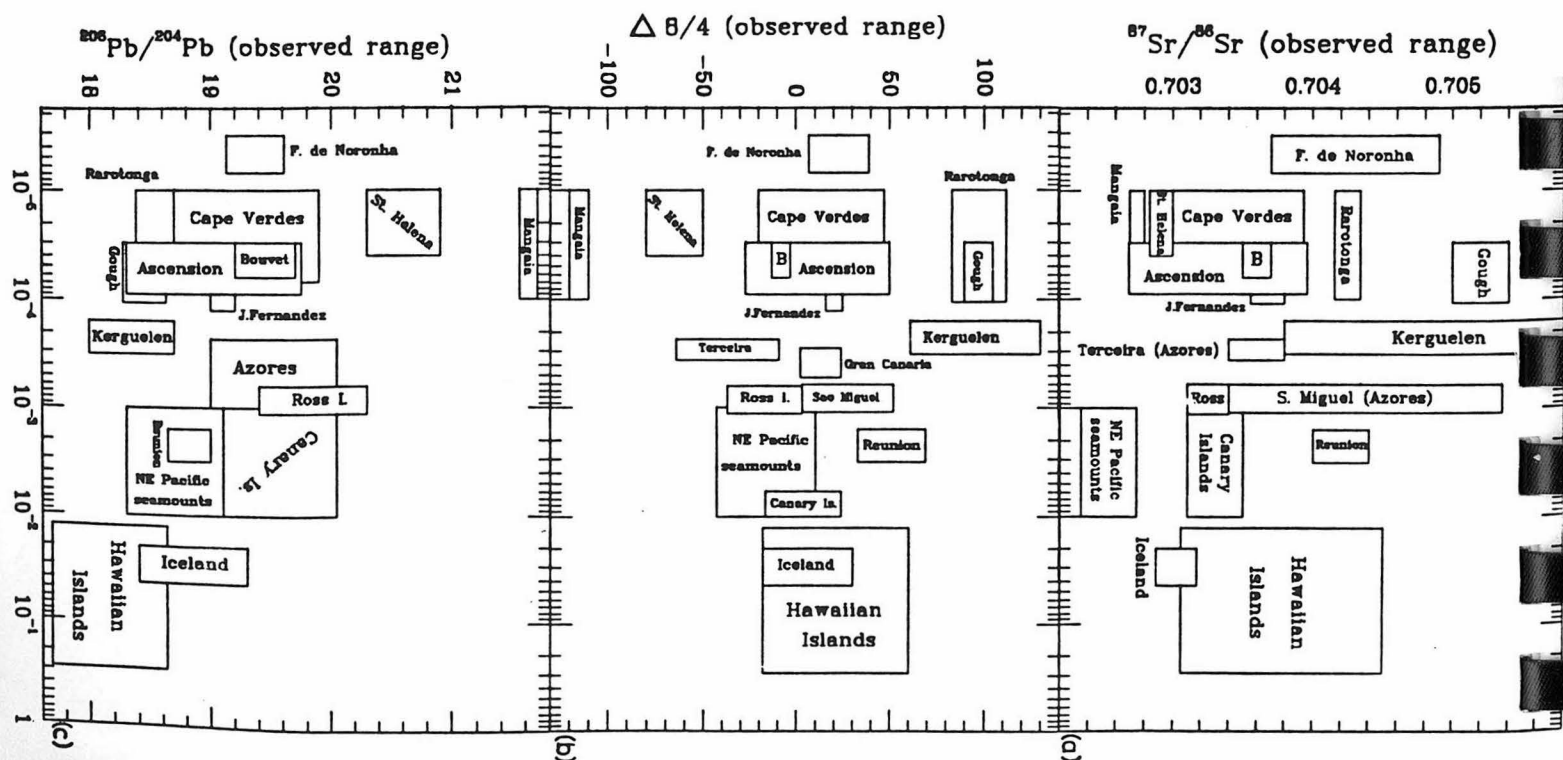 ²⁰⁶Pb/²⁰⁴Pb (observed range)
18 19 20 21
F. de Noronha
Rarotonga
Cape Verdes
St. Helena
Mangaia
Gough
Ascension
Bouvet
J.Fernandez
Kerguelen
Azores
Ross I.
Reunion
NE Pacific
seamounts
Canary Is.
Iceland
Hawaiian
Islands
10⁻⁵
10⁻⁴
10⁻³
10⁻²
10⁻¹
1
(c)
Δ 8/4 (observed range)
-100 -50 0 50 100
F. de Noronha
Rarotonga
Mangaia
St. Helena
Cape Verdes
B
Ascension
Gough
J.Fernandez
Kerguelen
Terceira
Gran Canaria
Ross I.
Sao Miguel
NE Pacific
seamounts
Reunion
Canary Is.
Iceland
Hawaiian
Islands
(b)
⁸⁷Sr/⁸⁶Sr (observed range)
0.703 0.704 0.705
F. de Noronha
Mangaia
St Helena
Cape Verdes
Rarotonga
B
Ascension
Gough
J.Fernandez
Kerguelen
Terceira (Azores)
Ross
S. Miguel (Azores)
NE Pacific
seamounts
Canary
Islands
Reunion
Iceland
Hawaiian
Islands
(a)